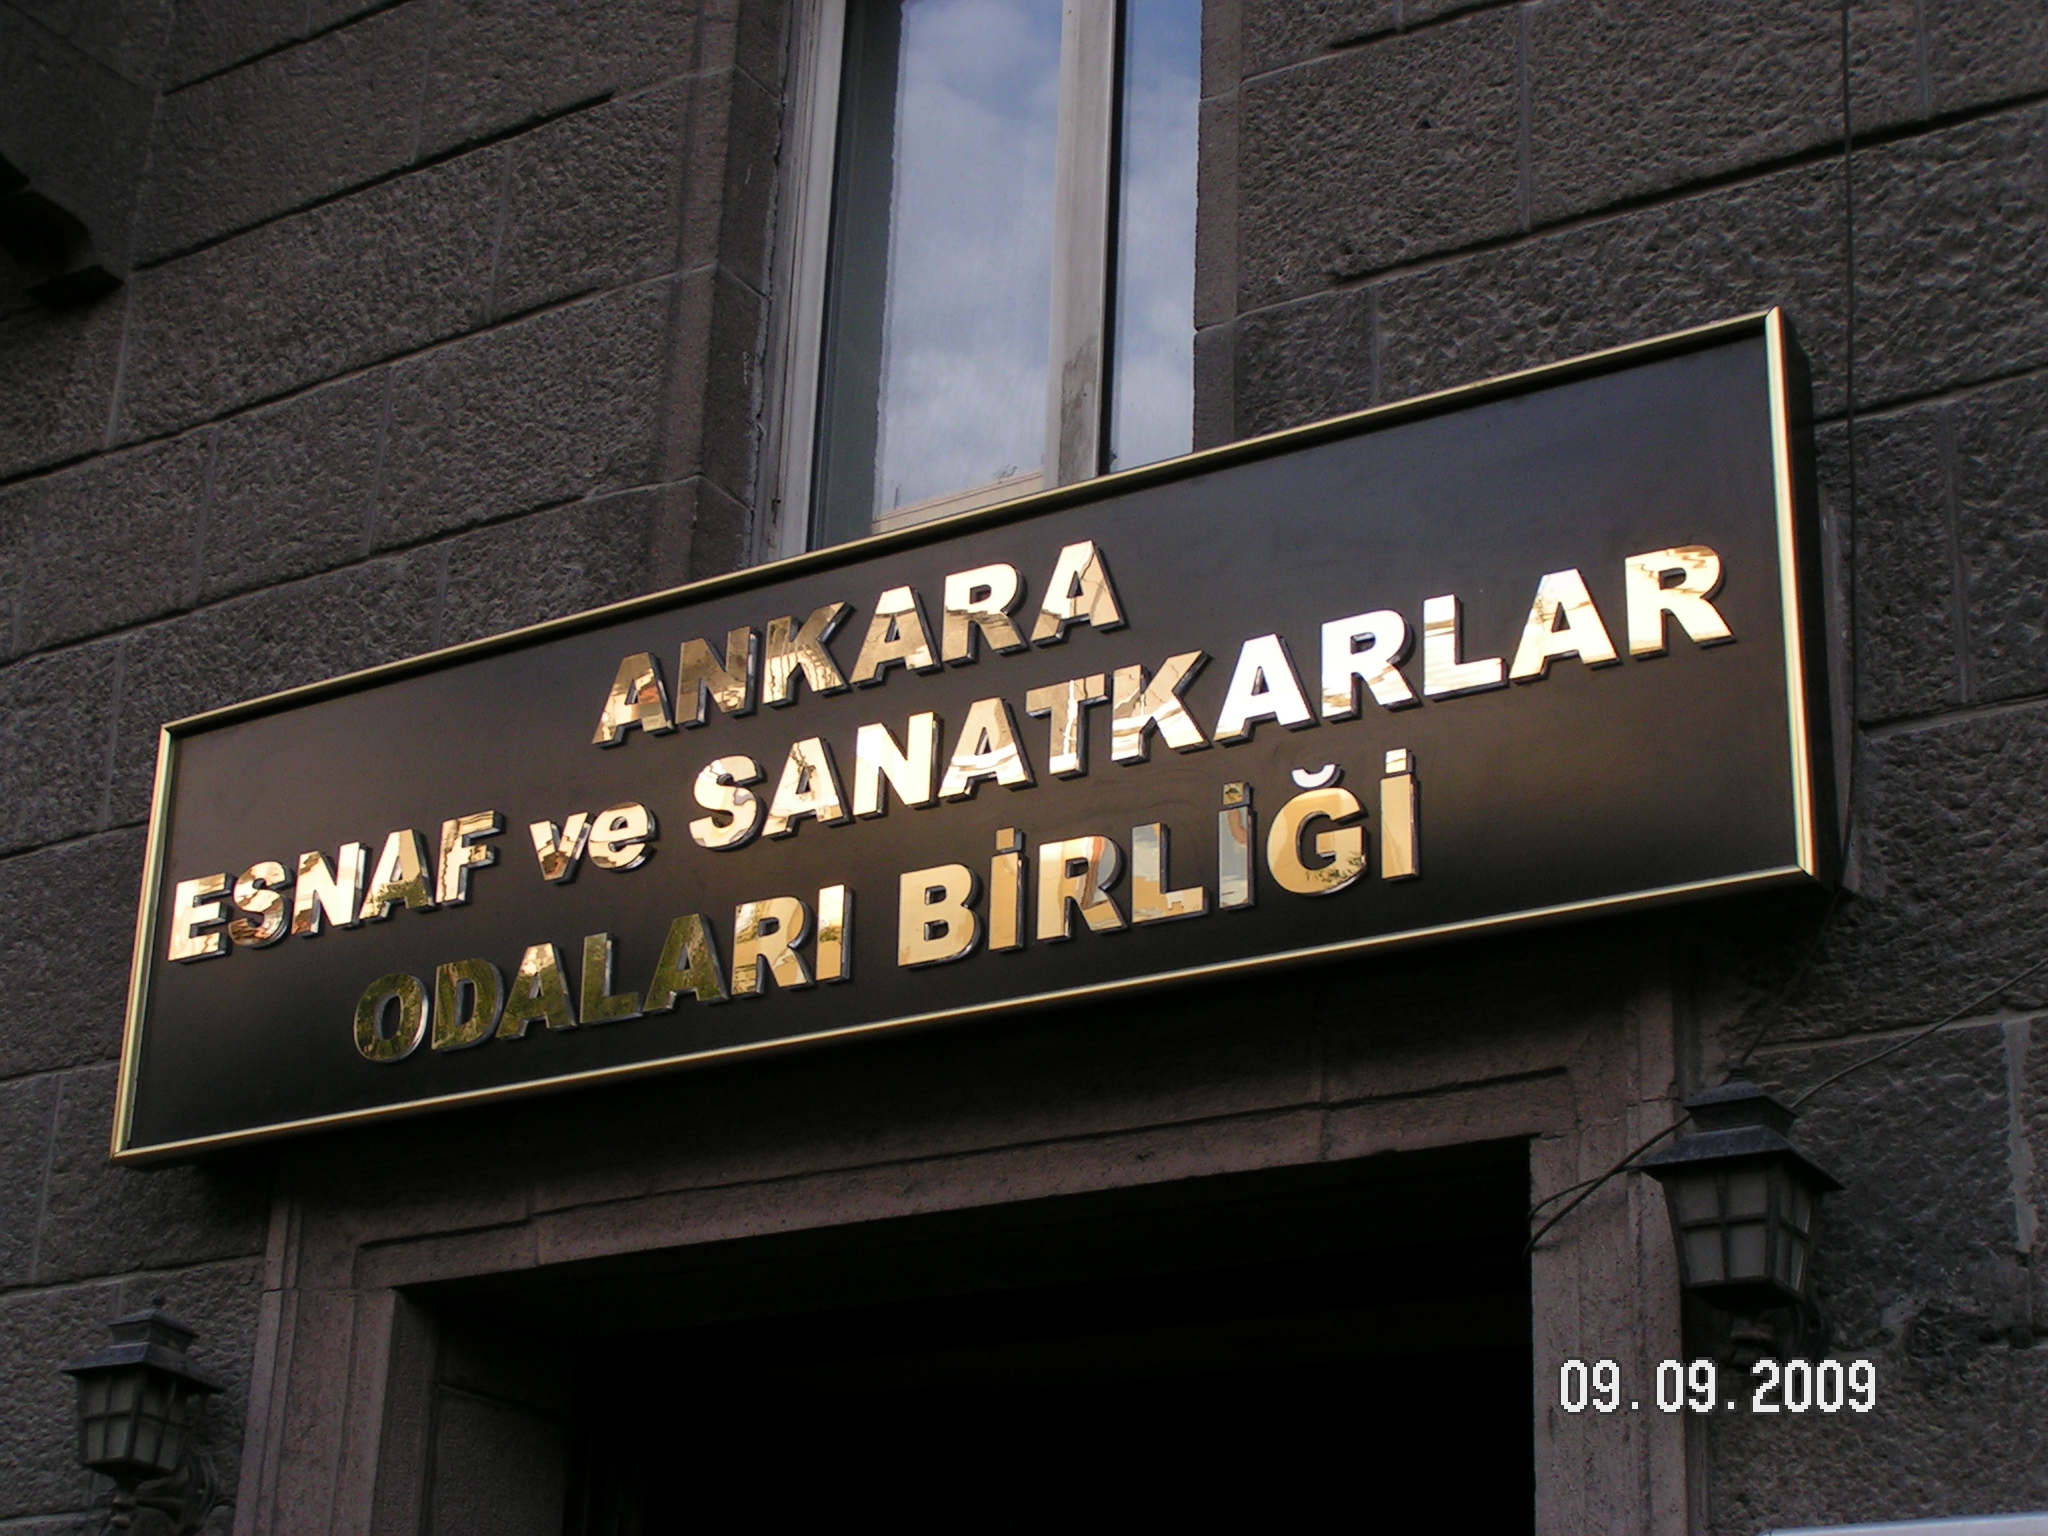 ANKARA
ESNAF ve SANATKARLAR
ODALARI BİRLİĞİ
09.09.2009